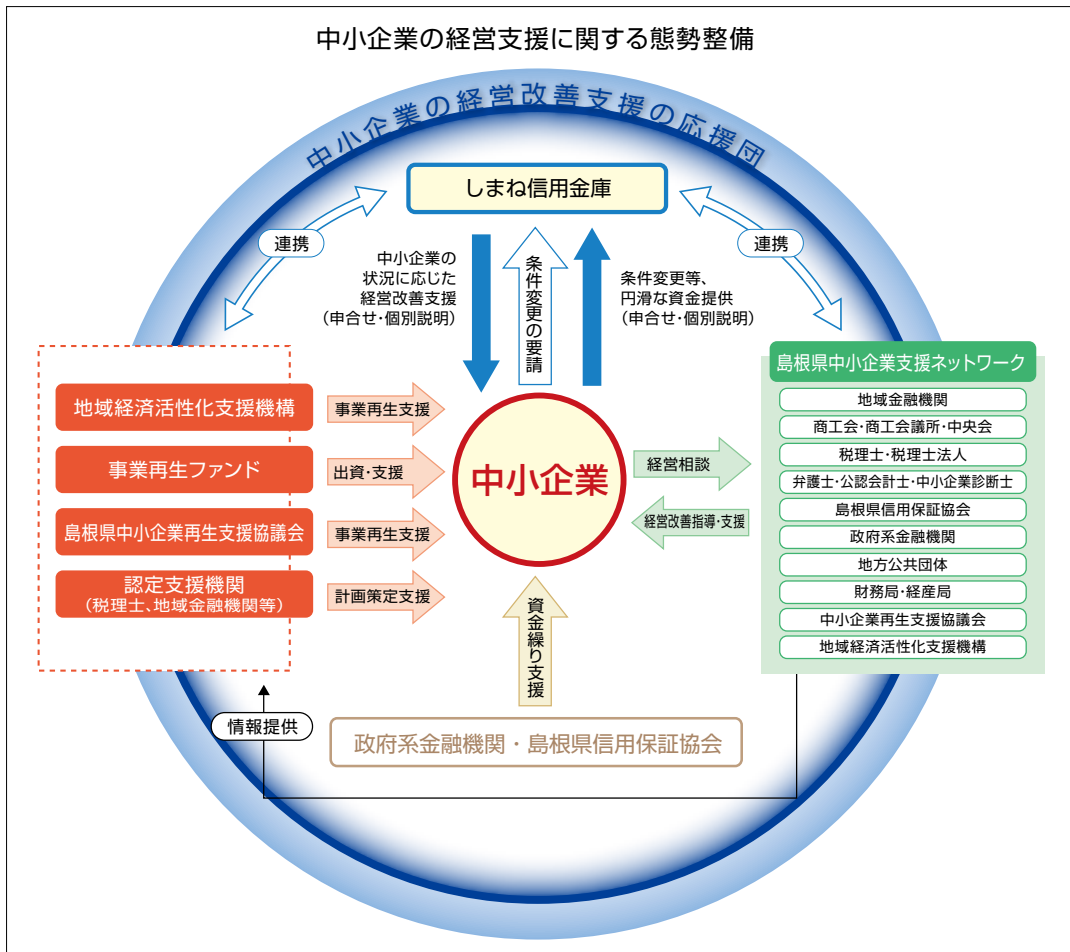 中小企業の経営支援に関する態勢整備
中小企業の経営改善支援の応援団
しまね信用金庫
連携
連携
中小企業の
状況に応じた
経営改善支援
(申合せ・個別説明)
条件変更の要請
条件変更等、
円滑な資金提供
(申合せ・個別説明)
地域経済活性化支援機構
事業再生ファンド
島根県中小企業再生支援協議会
認定支援機関
(税理士、地域金融機関等)
事業再生支援
出資・支援
事業再生支援
計画策定支援
中小企業
経営相談
経営改善指導・支援
島根県中小企業支援ネットワーク
地域金融機関
商工会・商工会議所・中央会
税理士・税理士法人
弁護士・公認会計士・中小企業診断士
島根県信用保証協会
政府系金融機関
地方公共団体
財務局・経産局
中小企業再生支援協議会
地域経済活性化支援機構
資金繰り支援
情報提供
政府系金融機関・島根県信用保証協会